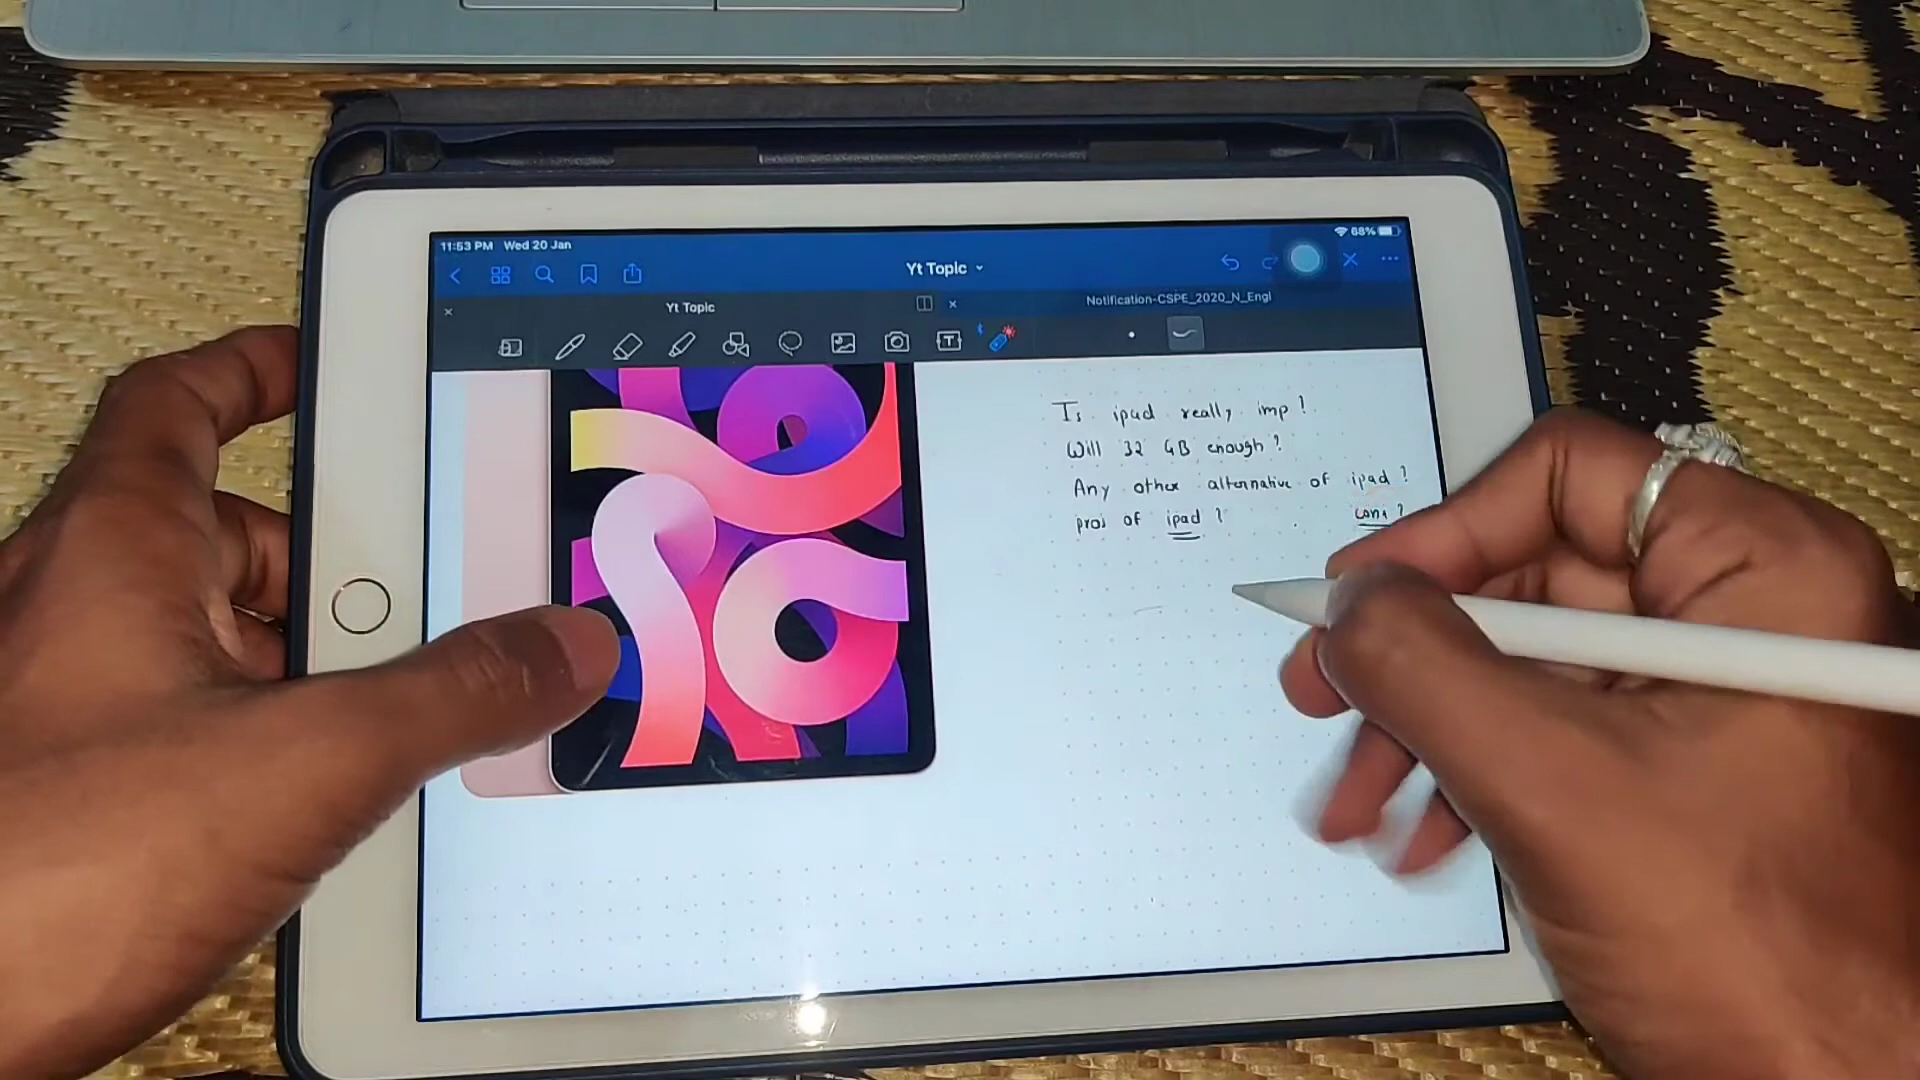 11:53 PM Wed 20 Jan
68%
Yt Topic
Yt Topic
Notification-CSPE_2020_N_Engl
T
Is ipad really imp?
Will 32 GB enough?
Any other alternative of ipad?
pros of ipad? cons?